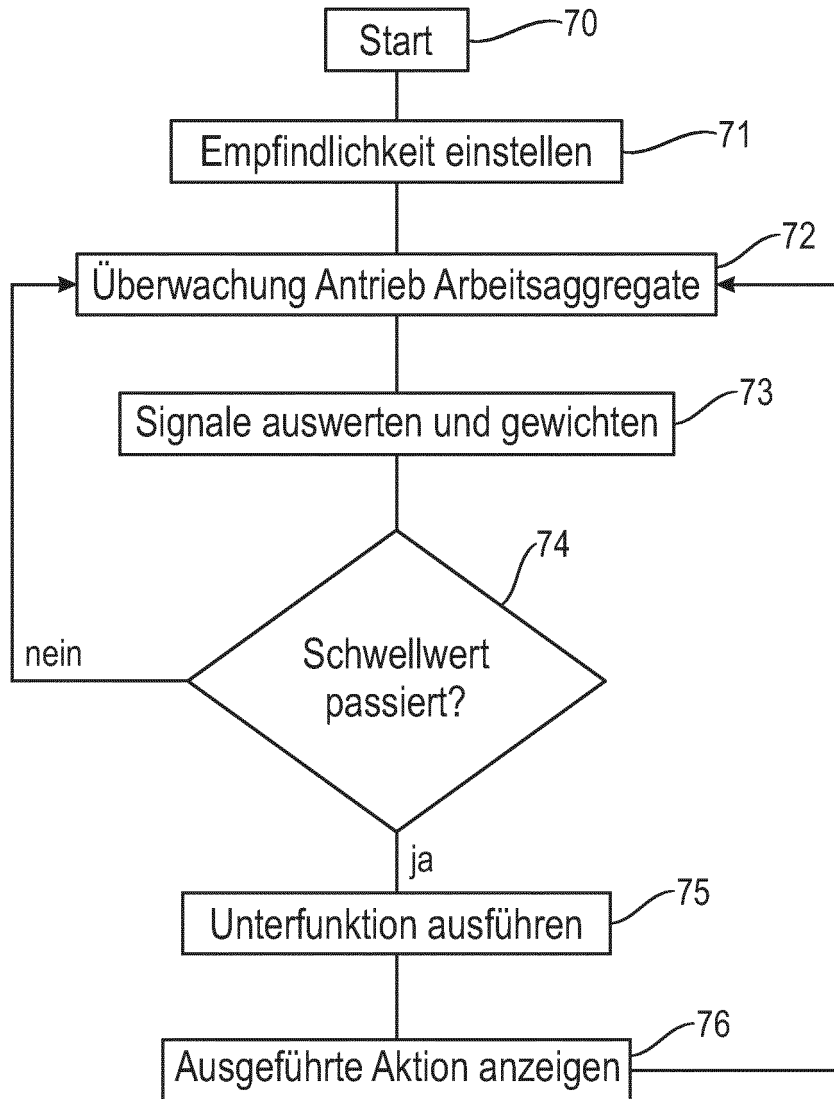 Start
70
Empfindlichkeit einstellen
71
72
Überwachung Antrieb Arbeitsaggregate
73
Signale auswerten und gewichten
74
Schwellwert
passiert?
nein
ja
75
Unterfunktion ausführen
76
Ausgeführte Aktion anzeigen